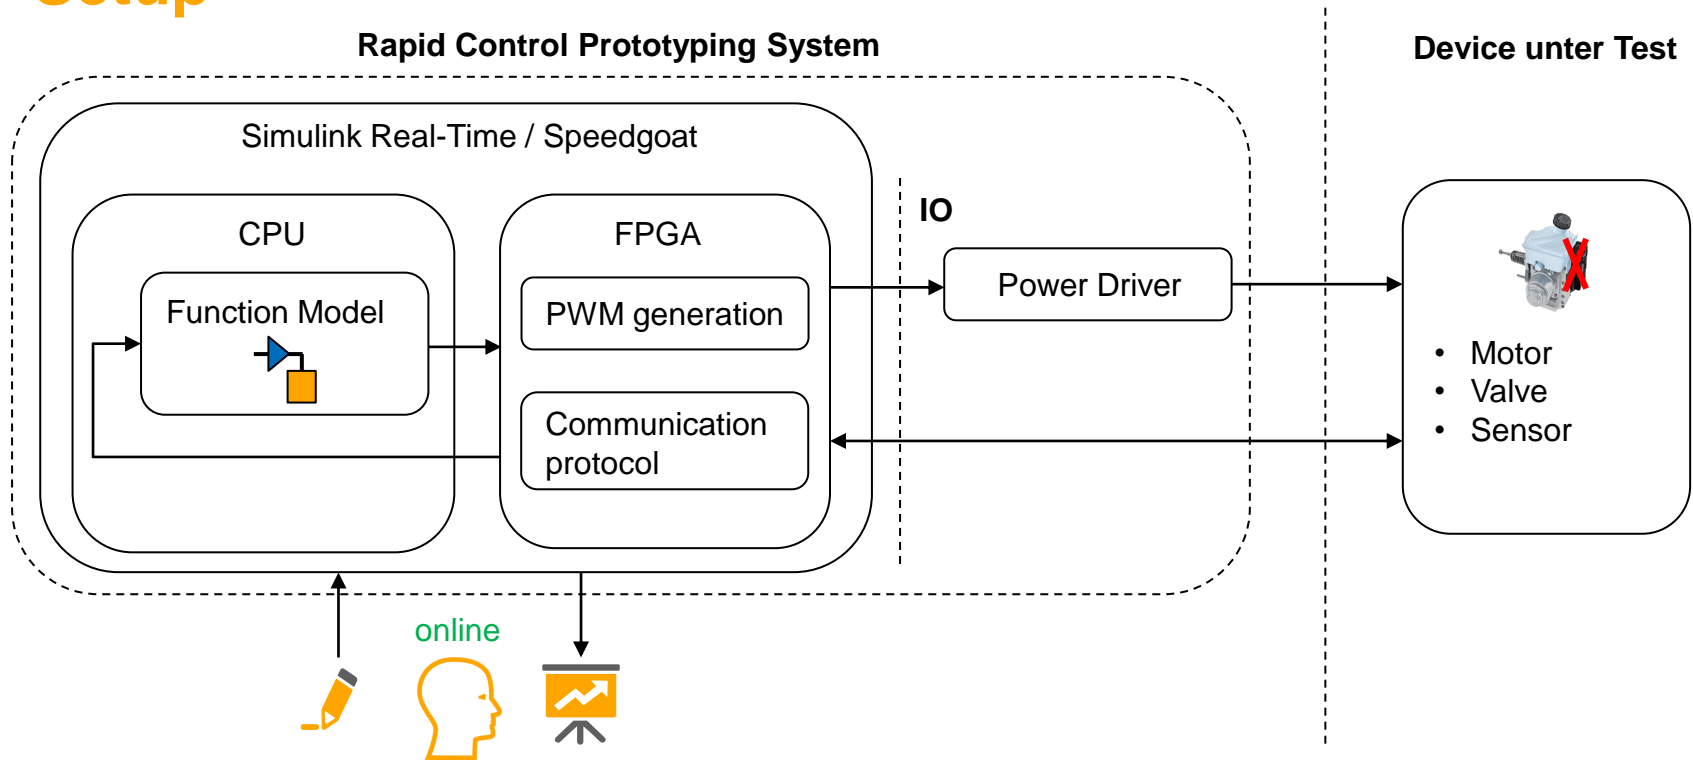 Setup
Rapid Control Prototyping System
Device unter Test
Simulink Real-Time / Speedgoat
IO
CPU
FPGA
Function Model
PWM generation
Power Driver
Communication
protocol
• Motor
• Valve
• Sensor
online